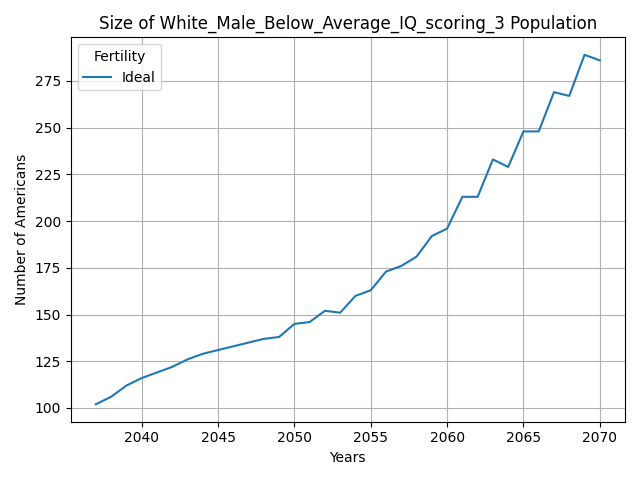 Size of White_Male_Below_Average_IQ_scoring_3 Population
Fertility
Ideal
Number of Americans
275
250
225
200
175
150
125
100
2040 2045 2050 2055 2060 2065 2070
Years